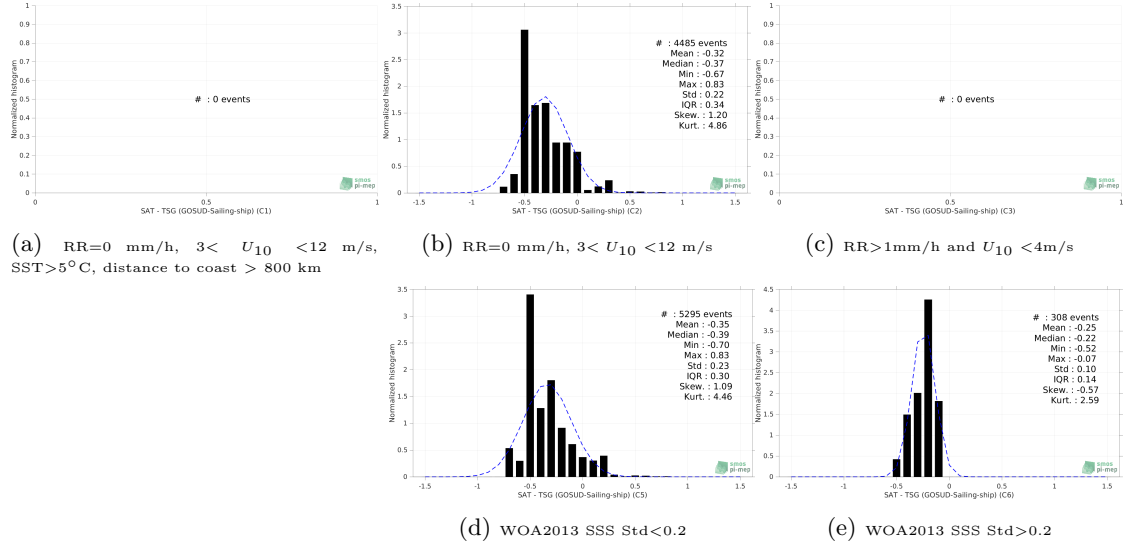 1
0.9
0.8
0.7
0.6
0.5
0.4
0.3
0.2
0.1
0
Normalized histogram
# : 0 events
smos
pi-mep
0 0.5 1
SAT - TSG (GOSUD-Sailing-ship) (C1)
(a) RR=0 mm/h, 3< U10 <12 m/s,
SST>5°C, distance to coast > 800 km
3.5
3
2.5
2
1.5
1
0.5
0
Normalized histogram
# : 4485 events
Mean : -0.32
Median : -0.37
Min : -0.67
Max : 0.83
Std : 0.22
IQR : 0.34
Skew. : 1.20
Kurt. : 4.86
smos
pi-mep
-1.5 -1 -0.5 0 0.5 1 1.5
SAT - TSG (GOSUD-Sailing-ship) (C2)
(b) RR=0 mm/h, 3< U10 <12 m/s
1
0.9
0.8
0.7
0.6
0.5
0.4
0.3
0.2
0.1
0
Normalized histogram
# : 0 events
smos
pi-mep
0 0.5 1
SAT - TSG (GOSUD-Sailing-ship) (C3)
(c) RR>1mm/h and U10 <4m/s
3.5
3
2.5
2
1.5
1
0.5
0
Normalized histogram
# : 5295 events
Mean : -0.35
Median : -0.39
Min : -0.70
Max : 0.83
Std : 0.23
IQR : 0.30
Skew. : 1.09
Kurt. : 4.46
smos
pi-mep
-1.5 -1 -0.5 0 0.5 1 1.5
SAT - TSG (GOSUD-Sailing-ship) (C5)
(d) WOA2013 SSS Std<0.2
4.5
4
3.5
3
2.5
2
1.5
1
0.5
0
Normalized histogram
# : 308 events
Mean : -0.25
Median : -0.22
Min : -0.52
Max : -0.07
Std : 0.10
IQR : 0.14
Skew. : -0.57
Kurt. : 2.59
smos
pi-mep
-1.5 -1 -0.5 0 0.5 1 1.5
SAT - TSG (GOSUD-Sailing-ship) (C6)
(e) WOA2013 SSS Std>0.2